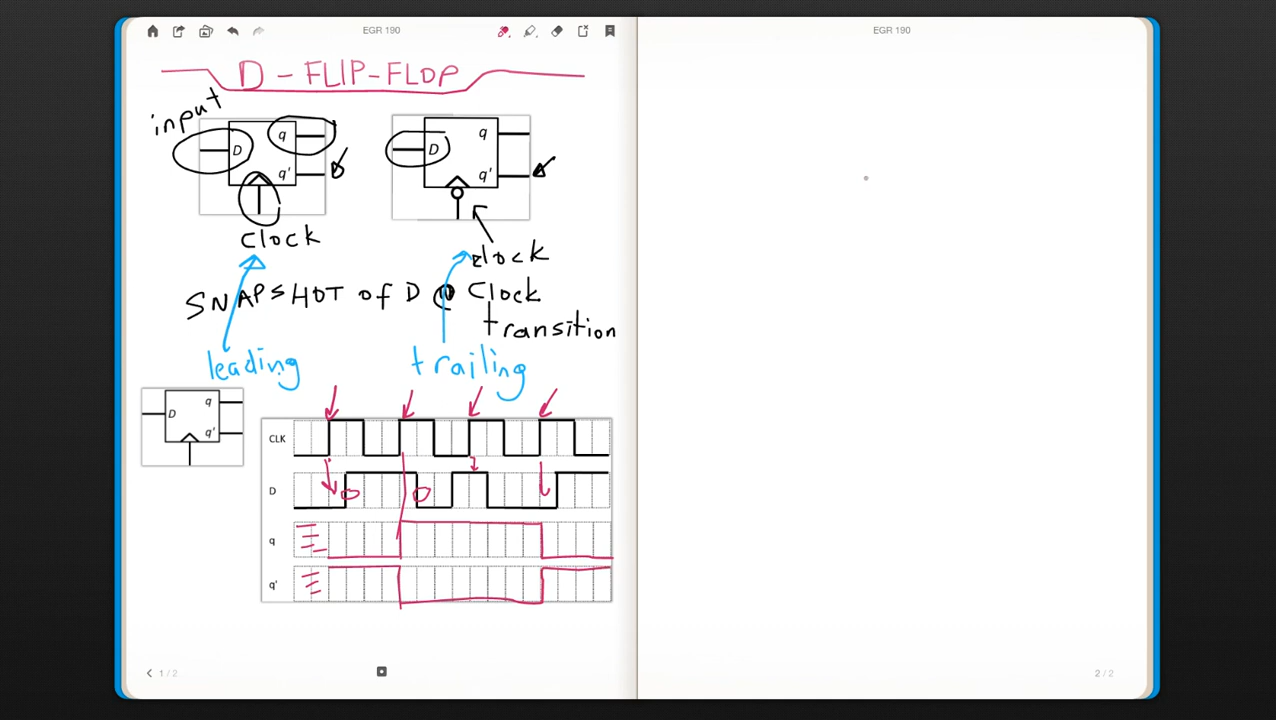 EGR 190
EGR 190
D - FLIP-FLOP
input
D q q'
D q q'
Clock
clock
SNAPSHOT of D @ Clock
transition
leading trailing
D q q'
CLK
D
q
q'
1 / 2
2 / 2